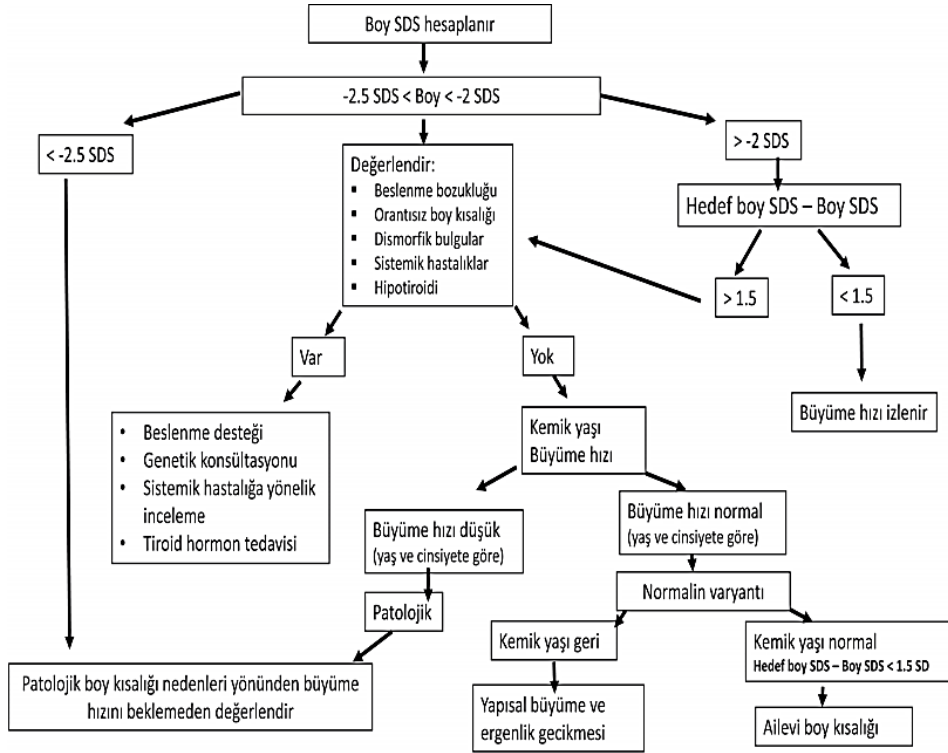 Boy SDS hesaplanır
-2.5 SDS < Boy < -2 SDS
< -2.5 SDS
> -2 SDS
Değerlendir:
▪ Beslenme bozukluğu
▪ Orantısız boy kısalığı
▪ Dismorfik bulgular
▪ Sistemik hastalıklar
▪ Hipotiroidi
Hedef boy SDS – Boy SDS
> 1.5
< 1.5
Var
Yok
Büyüme hızı izlenir
• Beslenme desteği
• Genetik konsültasyonu
• Sistemik hastalığa yönelik
inceleme
• Tiroid hormon tedavisi
Kemik yaşı
Büyüme hızı
Büyüme hızı düşük
(yaş ve cinsiyete göre)
Büyüme hızı normal
(yaş ve cinsiyete göre)
Patolojik
Normalin varyantı
Kemik yaşı geri
Kemik yaşı normal
Hedef boy SDS – Boy SDS < 1.5 SD
Patolojik boy kısalığı nedenleri yönünden büyüme
hızını beklemeden değerlendir
Yapısal büyüme ve
ergenlik gecikmesi
Ailevi boy kısalığı